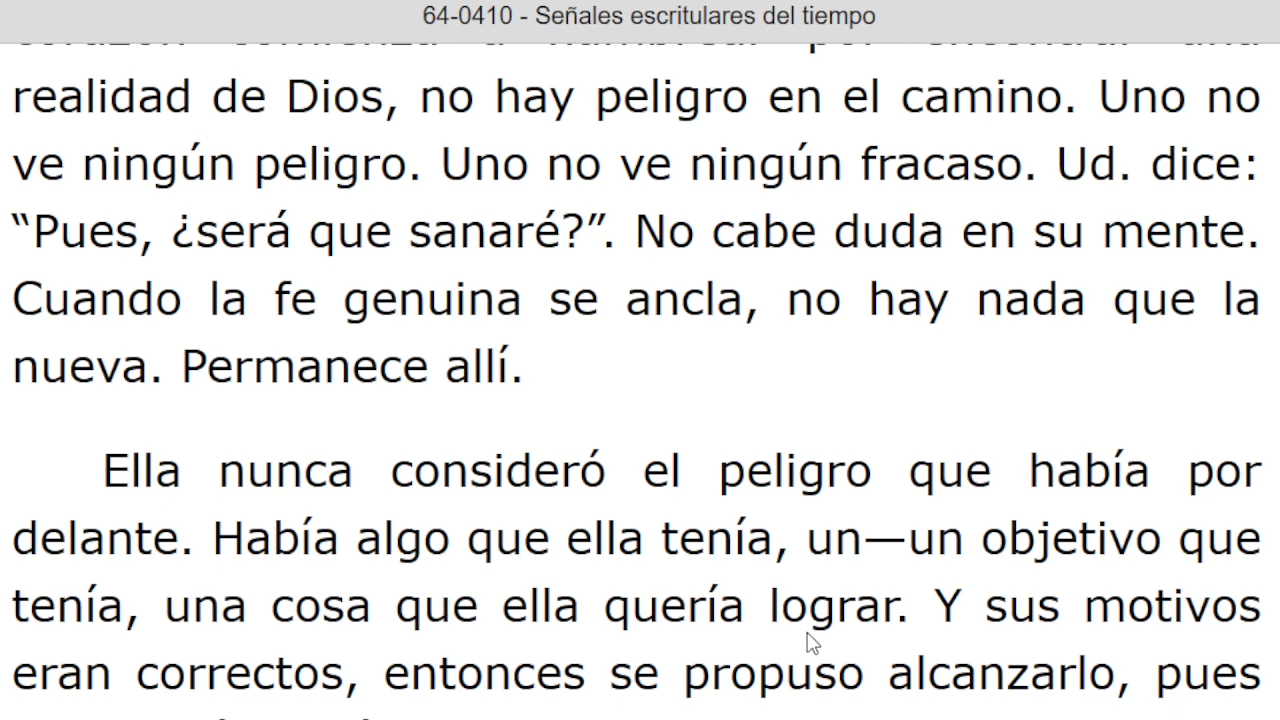 64-0410 - Señales escritulares del tiempo
realidad de Dios, no hay peligro en el camino. Uno no
ve ningún peligro. Uno no ve ningún fracaso. Ud. dice:
“Pues, ¿será que sanaré?”. No cabe duda en su mente.
Cuando la fe genuina se ancla, no hay nada que la
nueva. Permanece allí.
Ella nunca consideró el peligro que había por
delante. Había algo que ella tenía, un—un objetivo que
tenía, una cosa que ella quería lograr. Y sus motivos
eran correctos, entonces se propuso alcanzarlo, pues